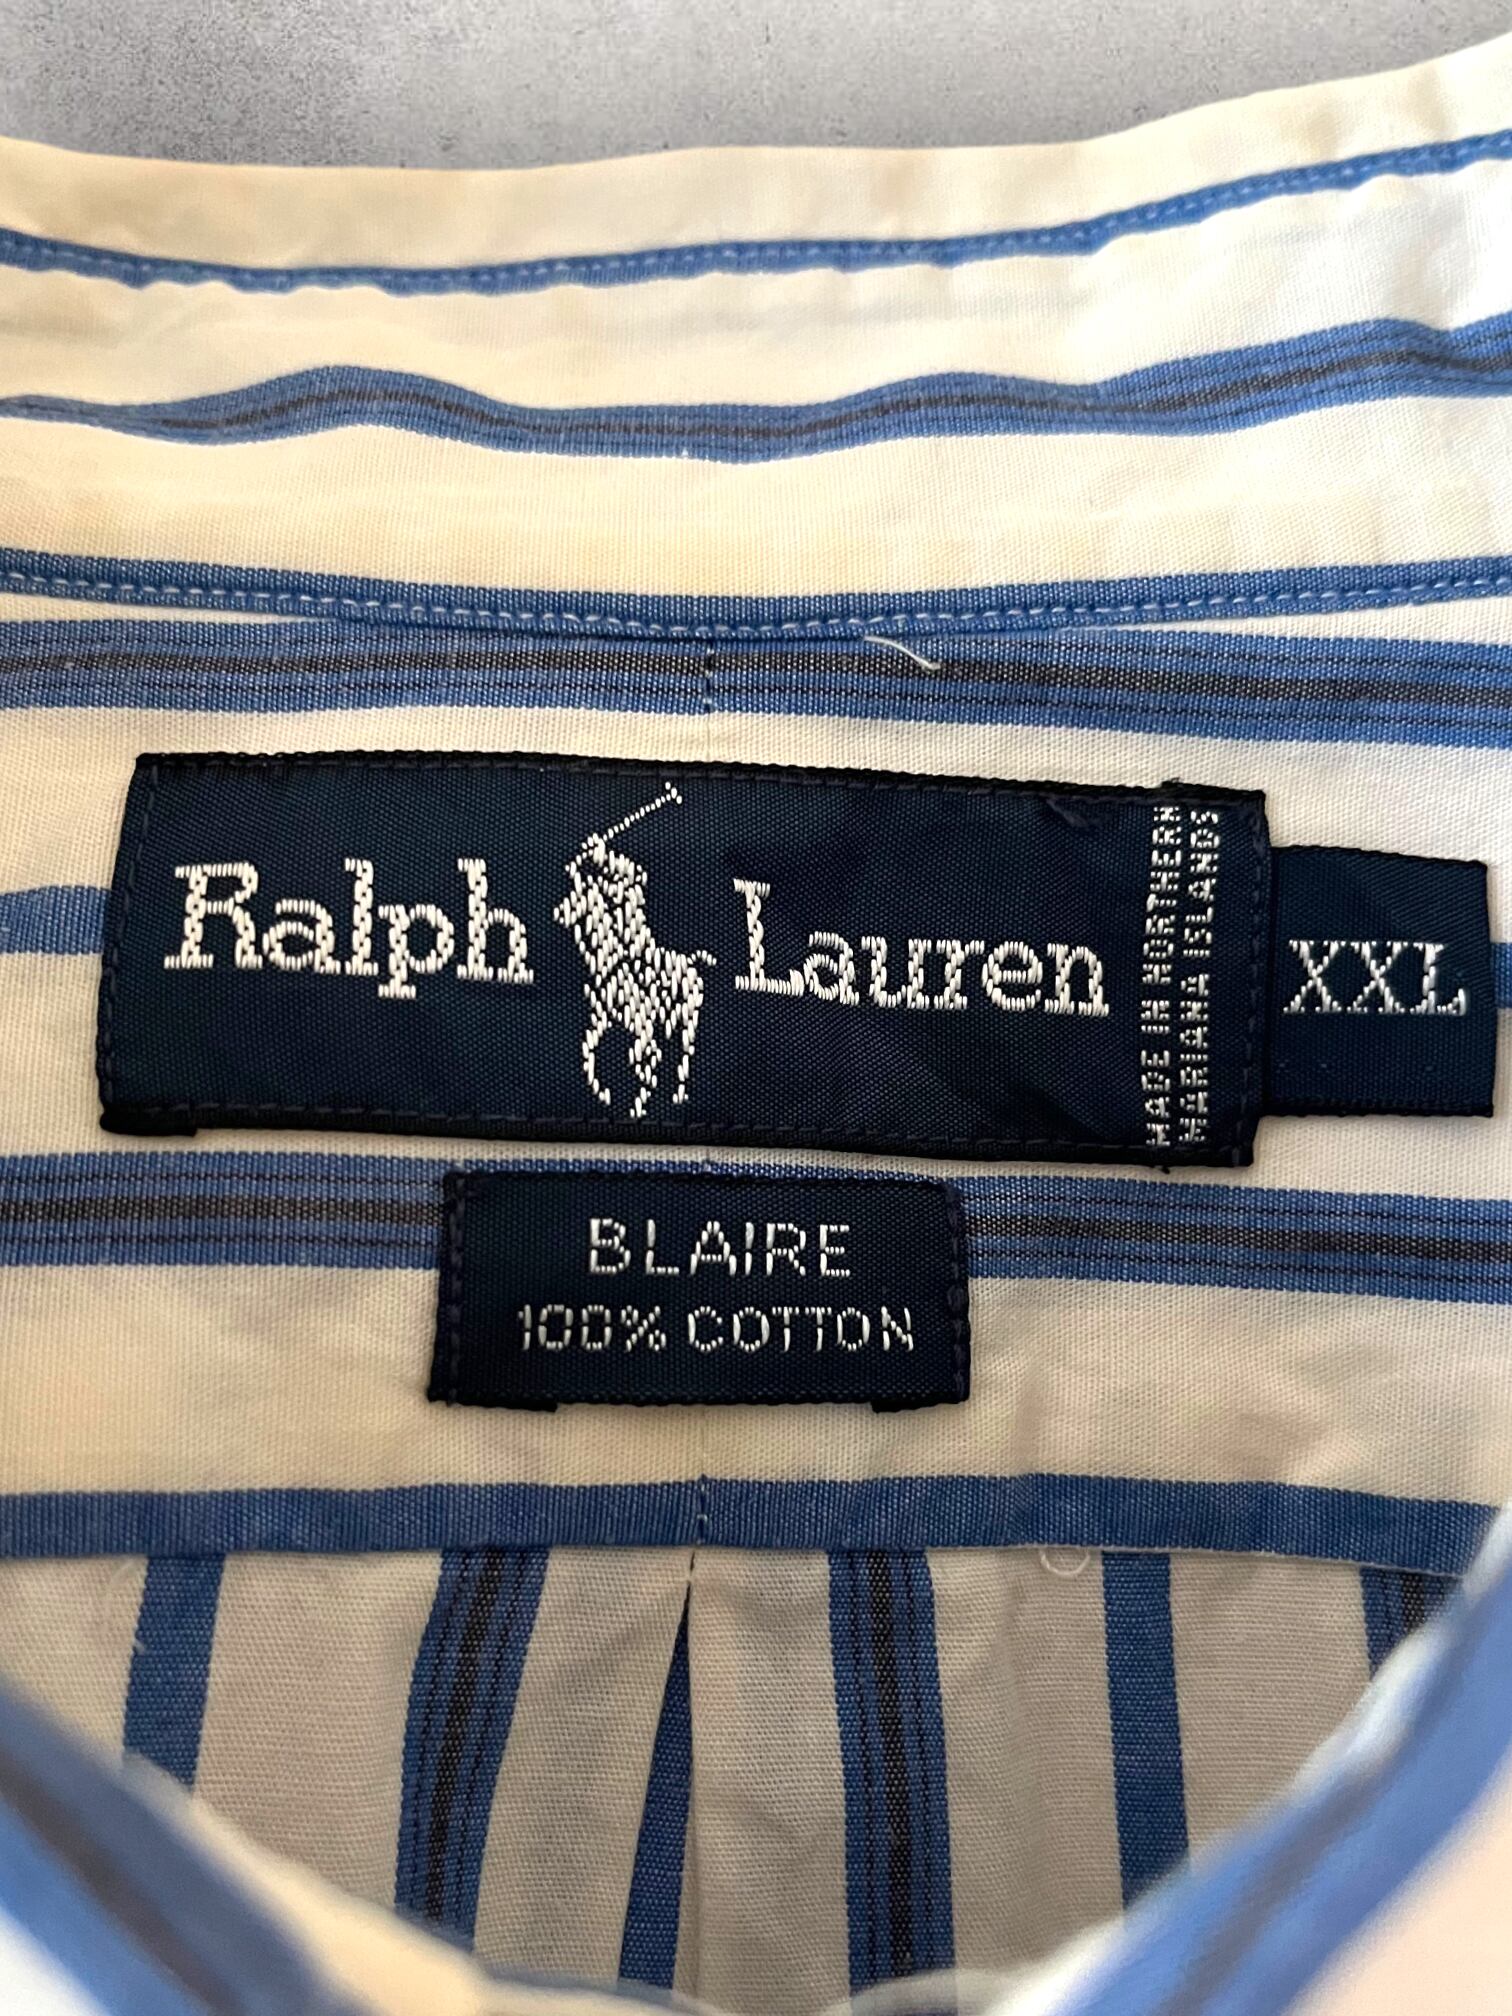 Ralph Lauren
MADE IN NORTHERN
MARIANA ISLANDS
XXL
BLAIRE
100% COTTON